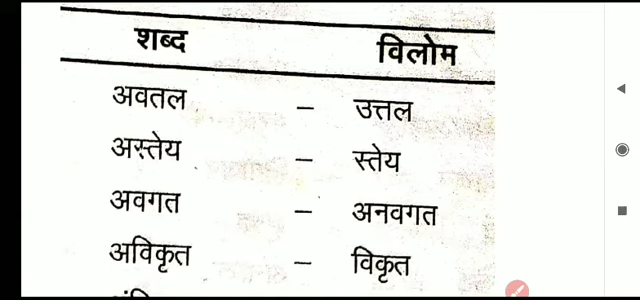 शब्द विलोम
अवतल – उत्तल
अस्तेय – स्तेय
अवगत – अनवगत
अविकृत – विकृत